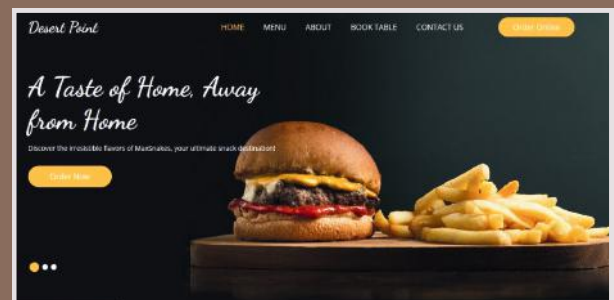 Desert Point
HOME MENU ABOUT BOOK TABLE CONTACT US Order Online
A Taste of Home, Away
from Home
Discover the irresistible flavors of MaxSnakes, your ultimate snack destination!
Order Now